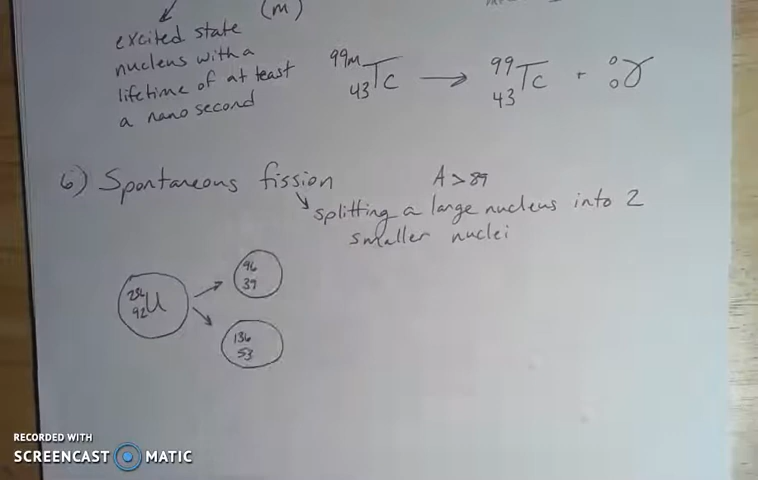 (m)
excited state
nucleus with a
lifetime of at least
a nano second
99m 43 Tc → 99 43 Tc + 0 0 γ
6) Spontaneous fission A > 89
splitting a large nucleus into 2
smaller nuclei
92 U
96
39
136
53
RECORDED WITH
SCREENCAST MATIC